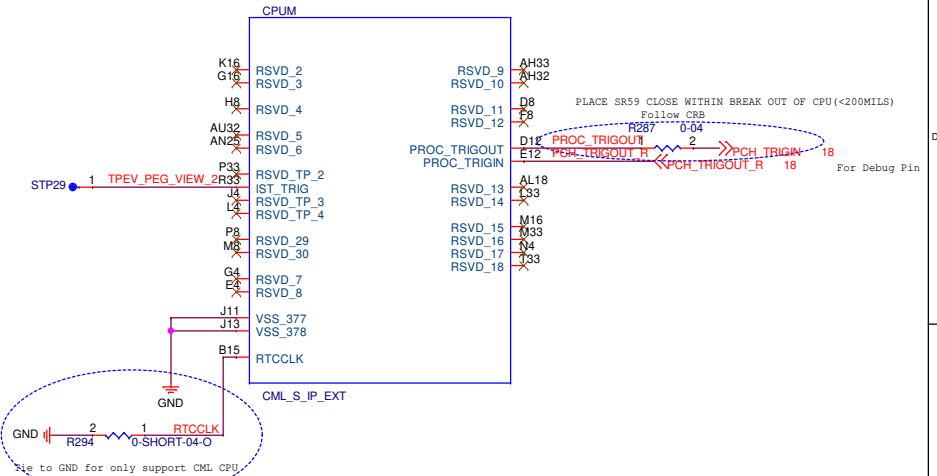 CPUM
K16 RSVD_2 RSVD_9 AH33
G16 RSVD_3 RSVD_10 AH32
H8 RSVD_4 RSVD_11 D8
RSVD_12 F8
PLACE SR59 CLOSE WITHIN BREAK OUT OF CPU(<200MILS)
Follow CRB
AU32 RSVD_5
AN25 RSVD_6
R287 0-04
PROC_TRIGOUT D12 PROC_TRIGOUT 1 2 PCH_TRIGIN 18
PROC_TRIGIN E12 PCH_TRIGOUT_R PCH_TRIGOUT_R 18
For Debug Pin
D
P33 RSVD_TP_2
STP29 1 TPEV_PEG_VIEW_2 R33 IST_TRIG RSVD_13 AL18
J4 RSVD_TP_3 RSVD_14 L33
L4 RSVD_TP_4
RSVD_15 M16
P8 RSVD_29 RSVD_16 M33
M8 RSVD_30 RSVD_17 N4
RSVD_18 T33
G4 RSVD_7
E4 RSVD_8
J11 VSS_377
J13 VSS_378
B15 RTCCLK
GND
CML_S_IP_EXT
GND 2 1 RTCCLK
R294 0-SHORT-04-O
Tie to GND for only support CML CPU